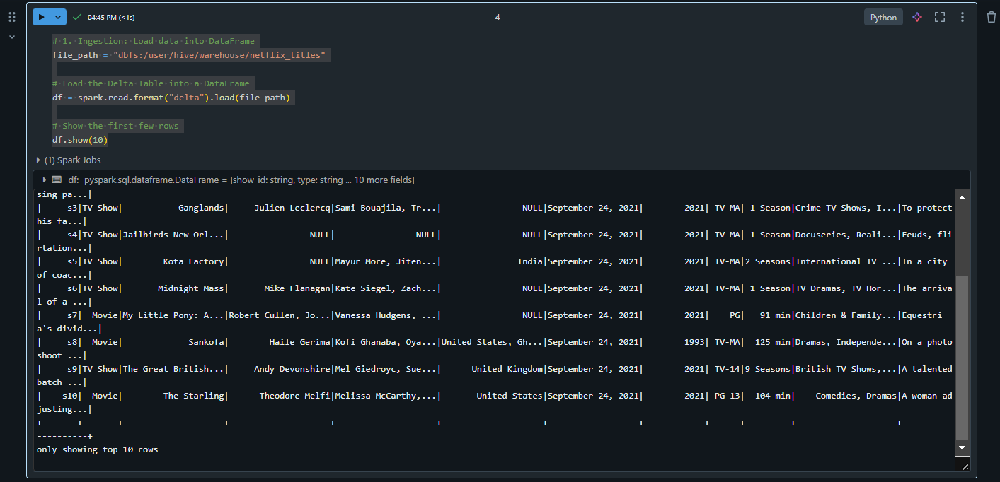 04:45 PM (<1s)
4
Python
# 1. Ingestion: Load data into DataFrame
file_path = "dbfs:/user/hive/warehouse/netflix_titles"
# Load the Delta Table into a DataFrame
df = spark.read.format("delta").load(file_path)
# Show the first few rows
df.show(10)
(1) Spark Jobs
df: pyspark.sql.dataframe.DataFrame = [show_id: string, type: string ... 10 more fields]
sing pa...|
|     s3|TV Show|           Ganglands|     Julien Leclercq|Sami Bouajila, Tr...|                NULL|September 24, 2021|        2021| TV-MA| 1 Season|Crime TV Shows, I...|To protect
his fa...|
|     s4|TV Show|Jailbirds New Orl...|                NULL|                NULL|                NULL|September 24, 2021|        2021| TV-MA| 1 Season|Docuseries, Reali...|Feuds, fli
rtation...|
|     s5|TV Show|        Kota Factory|                NULL|Mayur More, Jiten...|               India|September 24, 2021|        2021| TV-MA|2 Seasons|International TV ...|In a city
of coac...|
|     s6|TV Show|       Midnight Mass|       Mike Flanagan|Kate Siegel, Zach...|                NULL|September 24, 2021|        2021| TV-MA| 1 Season|TV Dramas, TV Hor...|The arriva
l of a ...|
|     s7|  Movie|My Little Pony: A...|Robert Cullen, Jo...|Vanessa Hudgens, ...|                NULL|September 24, 2021|        2021|    PG|   91 min|Children & Family...|Equestri
a's divid...|
|     s8|  Movie|             Sankofa|        Haile Gerima|Kofi Ghanaba, Oya...|United States, Gh...|September 24, 2021|        1993| TV-MA|  125 min|Dramas, Independe...|On a photo
shoot ...|
|     s9|TV Show|The Great British...|     Andy Devonshire|Mel Giedroyc, Sue...|      United Kingdom|September 24, 2021|        2021| TV-14|9 Seasons|British TV Shows,...|A talented
batch ...|
|    s10|  Movie|        The Starling|      Theodore Melfi|Melissa McCarthy,...|       United States|September 24, 2021|        2021| PG-13|  104 min|    Comedies, Dramas|A woman ad
justing...|
+-------+-------+--------------------+--------------------+--------------------+--------------------+------------------+------------+------+---------+--------------------+----------
----------+
only showing top 10 rows